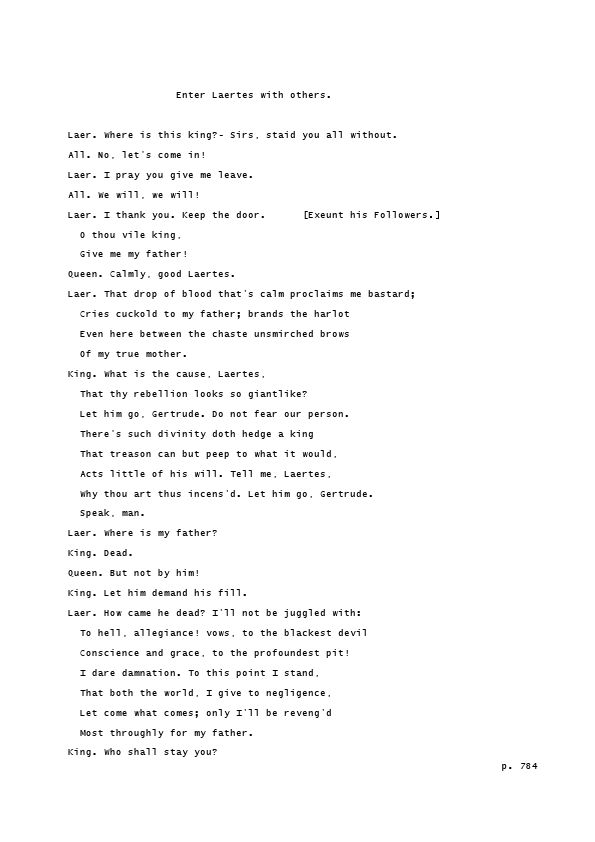 Enter Laertes with others.
Laer. Where is this king?- Sirs, staid you all without.
All. No, let's come in!
Laer. I pray you give me leave.
All. We will, we will!
Laer. I thank you. Keep the door. [Exeunt his Followers.]
O thou vile king,
Give me my father!
Queen. Calmly, good Laertes.
Laer. That drop of blood that's calm proclaims me bastard;
Cries cuckold to my father; brands the harlot
Even here between the chaste unsmirched brows
Of my true mother.
King. What is the cause, Laertes,
That thy rebellion looks so giantlike?
Let him go, Gertrude. Do not fear our person.
There's such divinity doth hedge a king
That treason can but peep to what it would,
Acts little of his will. Tell me, Laertes,
Why thou art thus incens'd. Let him go, Gertrude.
Speak, man.
Laer. Where is my father?
King. Dead.
Queen. But not by him!
King. Let him demand his fill.
Laer. How came he dead? I'll not be juggled with:
To hell, allegiance! vows, to the blackest devil
Conscience and grace, to the profoundest pit!
I dare damnation. To this point I stand,
That both the world, I give to negligence,
Let come what comes; only I'll be reveng'd
Most throughly for my father.
King. Who shall stay you?
p. 784